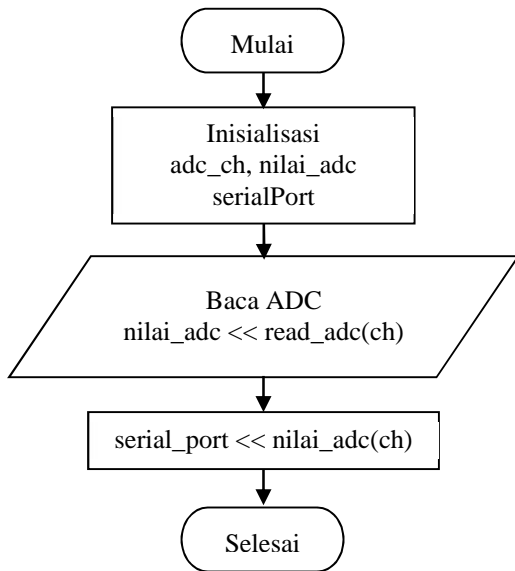 Mulai
Inisialisasi
adc_ch, nilai_adc
serialPort
Baca ADC
nilai_adc << read_adc(ch)
serial_port << nilai_adc(ch)
Selesai